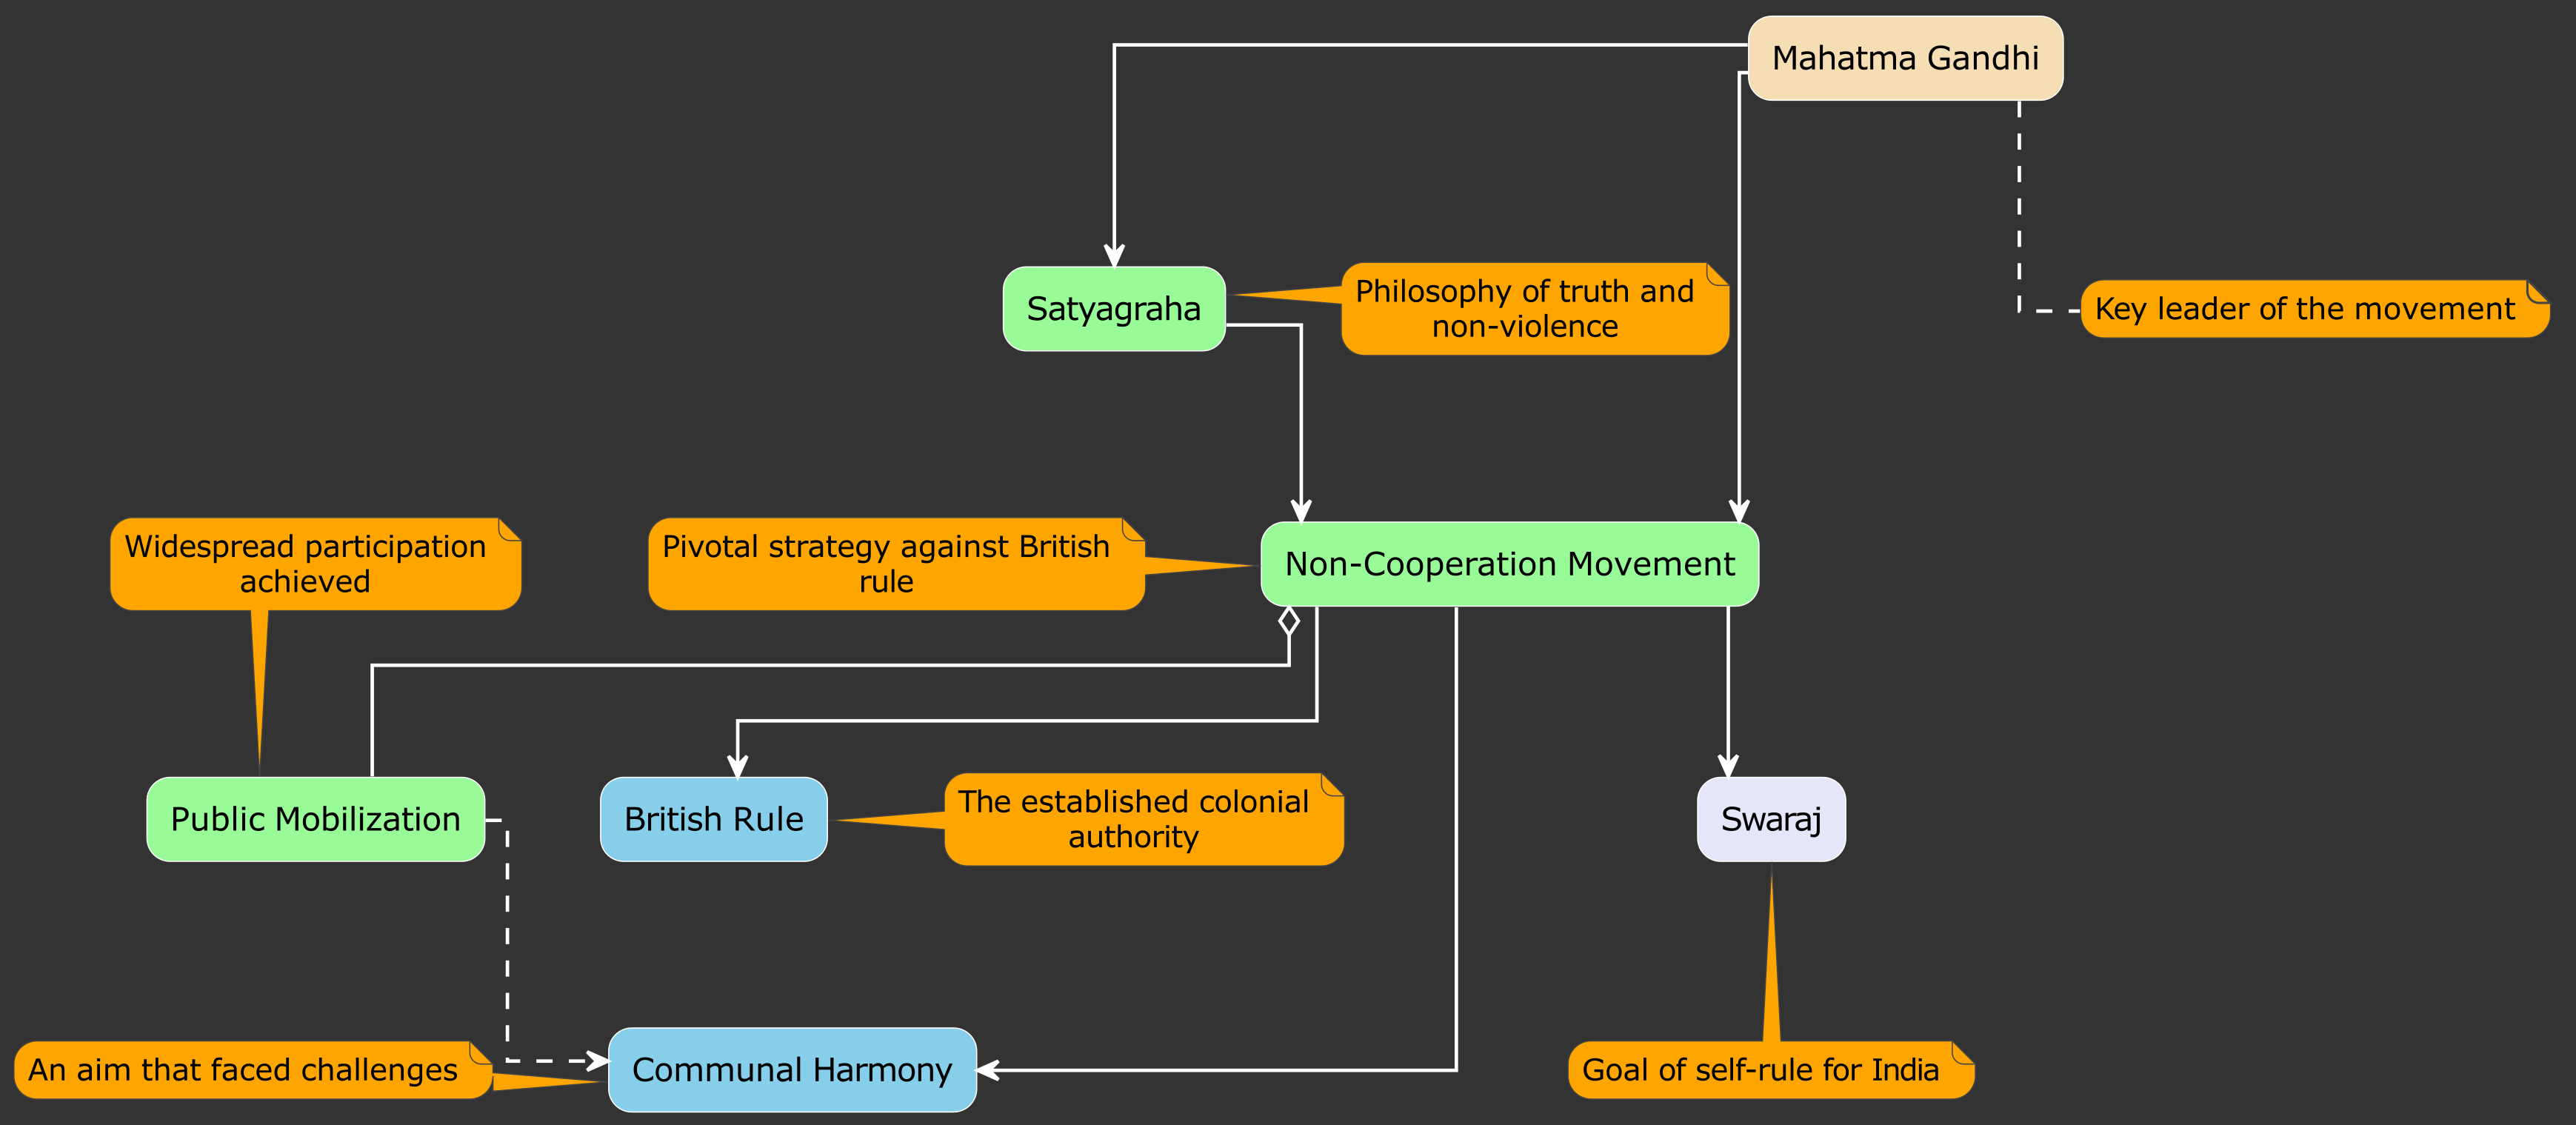 Mahatma Gandhi
Satyagraha
Philosophy of truth and
non-violence
Key leader of the movement
Widespread participation
achieved
Pivotal strategy against British
rule
Non-Cooperation Movement
Public Mobilization
British Rule
The established colonial
authority
Swaraj
An aim that faced challenges
Communal Harmony
Goal of self-rule for India